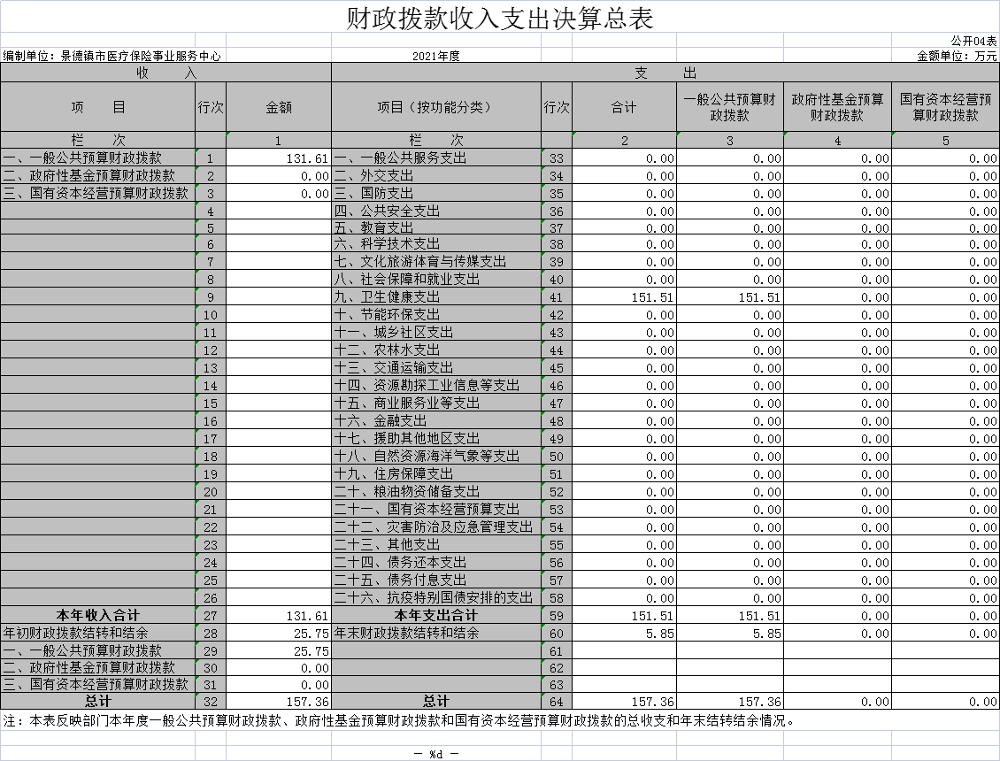 财政拨款收入支出决算总表
公开04表
编制单位：景德镇市医疗保险事业服务中心 2021年度 金额单位：万元
收 入 支 出
项 目 行次 金额 项目（按功能分类） 行次 合计 一般公共预算财政拨款 政府性基金预算财政拨款 国有资本经营预算财政拨款
栏 次 1 栏 次 2 3 4 5
一、一般公共预算财政拨款 1 131.61 一、一般公共服务支出 33 0.00 0.00 0.00 0.00
二、政府性基金预算财政拨款 2 0.00 二、外交支出 34 0.00 0.00 0.00 0.00
三、国有资本经营预算财政拨款 3 0.00 三、国防支出 35 0.00 0.00 0.00 0.00
4 四、公共安全支出 36 0.00 0.00 0.00 0.00
5 五、教育支出 37 0.00 0.00 0.00 0.00
6 六、科学技术支出 38 0.00 0.00 0.00 0.00
7 七、文化旅游体育与传媒支出 39 0.00 0.00 0.00 0.00
8 八、社会保障和就业支出 40 0.00 0.00 0.00 0.00
9 九、卫生健康支出 41 151.51 151.51 0.00 0.00
10 十、节能环保支出 42 0.00 0.00 0.00 0.00
11 十一、城乡社区支出 43 0.00 0.00 0.00 0.00
12 十二、农林水支出 44 0.00 0.00 0.00 0.00
13 十三、交通运输支出 45 0.00 0.00 0.00 0.00
14 十四、资源勘探工业信息等支出 46 0.00 0.00 0.00 0.00
15 十五、商业服务业等支出 47 0.00 0.00 0.00 0.00
16 十六、金融支出 48 0.00 0.00 0.00 0.00
17 十七、援助其他地区支出 49 0.00 0.00 0.00 0.00
18 十八、自然资源海洋气象等支出 50 0.00 0.00 0.00 0.00
19 十九、住房保障支出 51 0.00 0.00 0.00 0.00
20 二十、粮油物资储备支出 52 0.00 0.00 0.00 0.00
21 二十一、国有资本经营预算支出 53 0.00 0.00 0.00 0.00
22 二十二、灾害防治及应急管理支出 54 0.00 0.00 0.00 0.00
23 二十三、其他支出 55 0.00 0.00 0.00 0.00
24 二十四、债务还本支出 56 0.00 0.00 0.00 0.00
25 二十五、债务付息支出 57 0.00 0.00 0.00 0.00
26 二十六、抗疫特别国债安排的支出 58 0.00 0.00 0.00 0.00
本年收入合计 27 131.61 本年支出合计 59 151.51 151.51 0.00 0.00
年初财政拨款结转和结余 28 25.75 年末财政拨款结转和结余 60 5.85 5.85 0.00 0.00
一、一般公共预算财政拨款 29 25.75 61
二、政府性基金预算财政拨款 30 0.00 62
三、国有资本经营预算财政拨款 31 0.00 63
总计 32 157.36 总计 64 157.36 157.36 0.00 0.00
注：本表反映部门本年度一般公共预算财政拨款、政府性基金预算财政拨款和国有资本经营预算财政拨款的总收支和年末结转结余情况。
— %d —